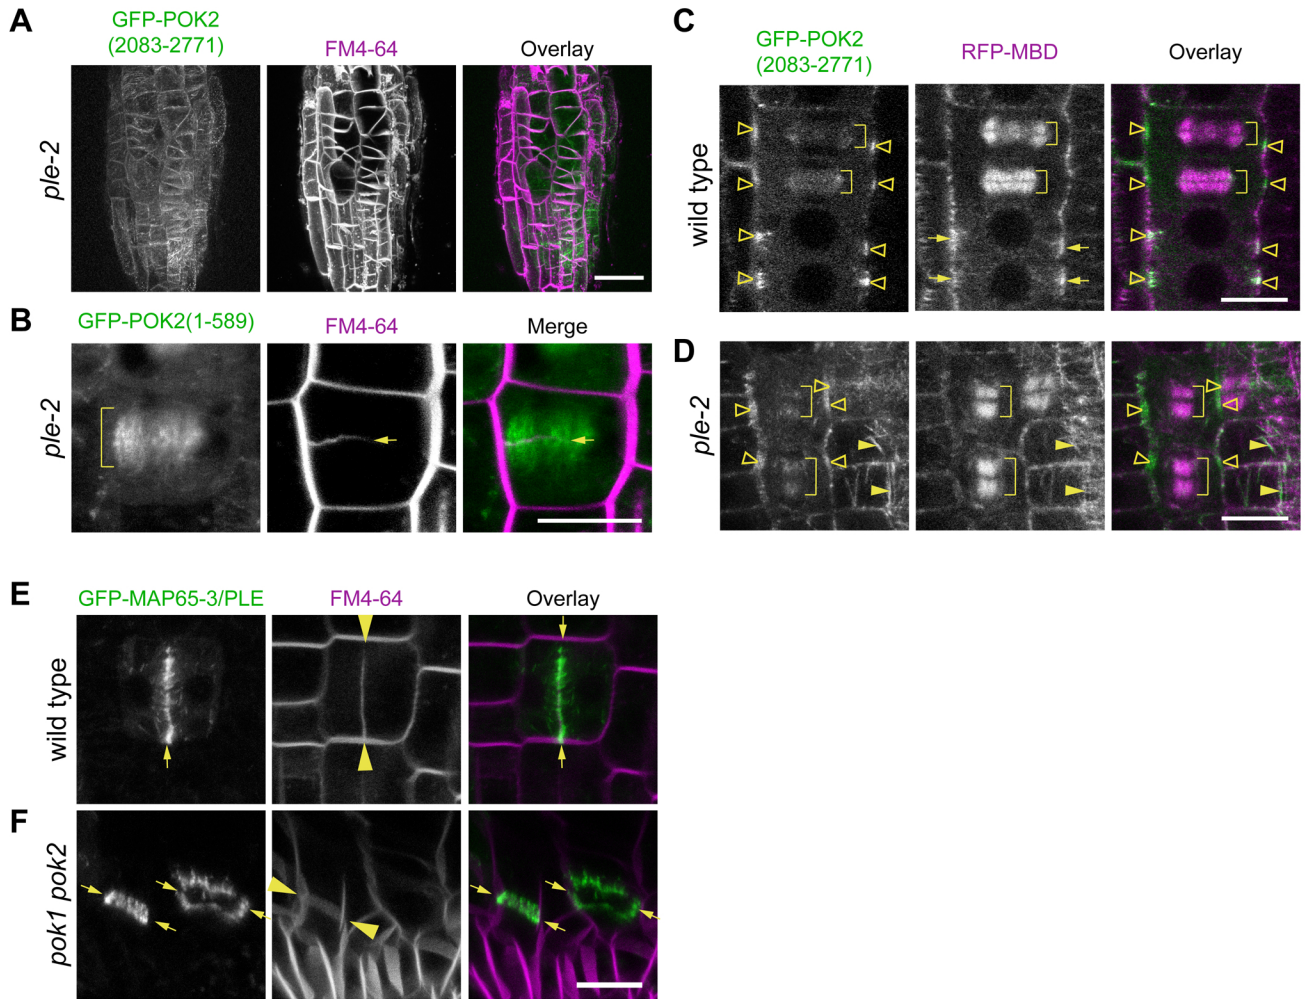 A
GFP-POK2
(2083-2771)
FM4-64
Overlay
ple-2
B
GFP-POK2(1-589)
FM4-64
Merge
ple-2
C
GFP-POK2
(2083-2771)
RFP-MBD
Overlay
wild type
D
ple-2
E
GFP-MAP65-3/PLE
FM4-64
Overlay
wild type
F
pok1 pok2